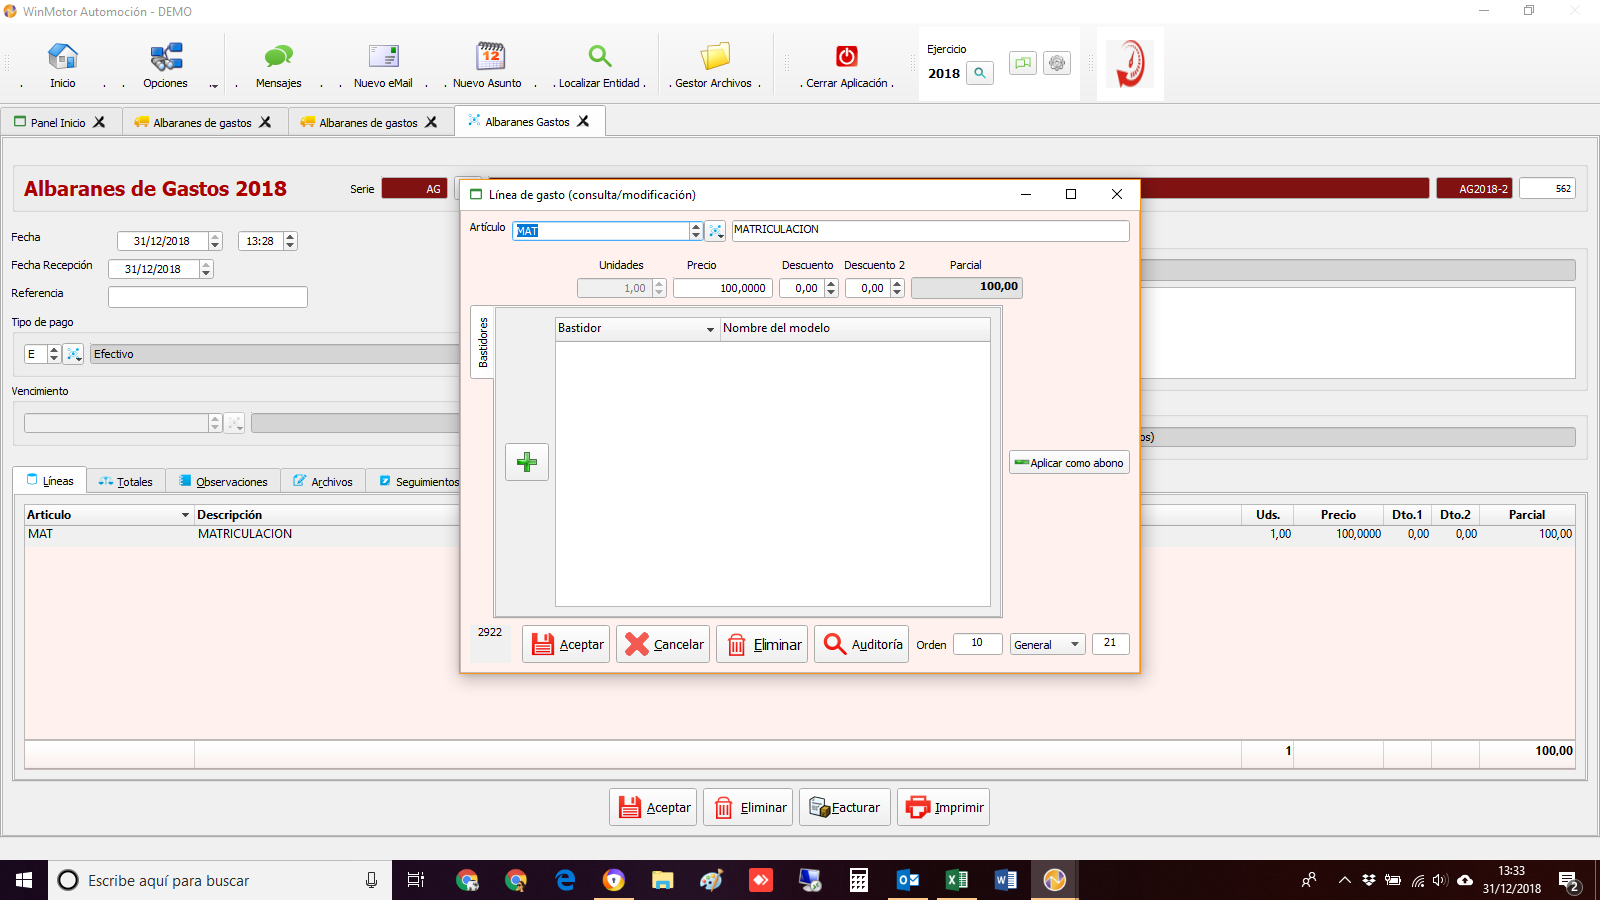 WinMotor Automoción - DEMO
Inicio
Opciones
Mensajes
Nuevo eMail
Nuevo Asunto
Localizar Entidad
Gestor Archivos
Cerrar Aplicación
Ejercicio
2018
Panel Inicio
Albaranes de gastos
Albaranes de gastos
Albaranes Gastos
Albaranes de Gastos 2018
Serie
AG
AG2018-2
562
Fecha
31/12/2018
13:28
Fecha Recepción
31/12/2018
Referencia
Tipo de pago
E
Efectivo
Vencimiento
Líneas
Totales
Observaciones
Archivos
Seguimientos
Articulo
Descripción
Uds.
Precio
Dto.1
Dto.2
Parcial
MAT
MATRICULACION
1,00
100,0000
0,00
0,00
100,00
1
100,00
Aceptar
Eliminar
Facturar
Imprimir
Línea de gasto (consulta/modificación)
Artículo
MAT
MATRICULACION
Unidades
Precio
Descuento
Descuento 2
Parcial
1,00
100,0000
0,00
0,00
100,00
Bastidores
Bastidor
Nombre del modelo
Aplicar como abono
os)
2922
Aceptar
Cancelar
Eliminar
Auditoría
Orden
10
General
21
Escribe aquí para buscar
13:33
31/12/2018
2
12